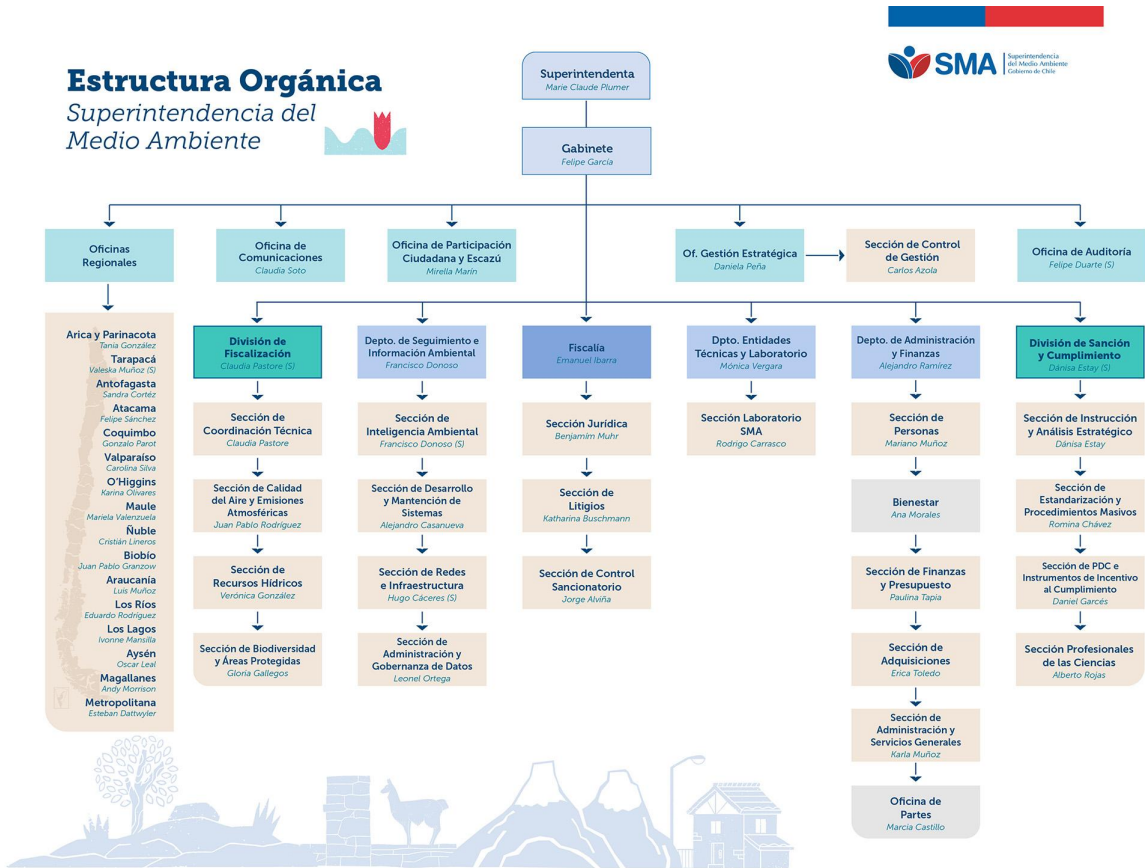 Estructura Orgánica
Superintendencia del
Medio Ambiente
SMA
Superintendencia
del Medio Ambiente
Gobierno de Chile
Superintendenta
Marie Claude Plumer
Gabinete
Felipe García
Oficinas
Regionales
Oficina de
Comunicaciones
Claudia Soto
Oficina de Participación
Ciudadana y Escazú
Mirella Marín
Of. Gestión Estratégica
Daniela Peña
Sección de Control
de Gestión
Carlos Azola
Oficina de Auditoría
Felipe Duarte (S)
Arica y Parinacota
Tania González
Tarapacá
Valeska Muñoz (S)
Antofagasta
Sandra Cortéz
Atacama
Felipe Sánchez
Coquimbo
Gonzalo Parot
Valparaíso
Carolina Silva
O'Higgins
Karina Olivares
Maule
Mariela Valenzuela
Ñuble
Cristián Lineros
Biobío
Juan Pablo Granzow
Araucanía
Luis Muñoz
Los Ríos
Eduardo Rodríguez
Los Lagos
Ivonne Mansilla
Aysén
Oscar Leal
Magallanes
Andy Morrison
Metropolitana
Esteban Dattwyler
División de
Fiscalización
Claudia Pastore (S)
Sección de
Coordinación Técnica
Claudia Pastore
Sección de Calidad
del Aire y Emisiones
Atmosféricas
Juan Pablo Rodríguez
Sección de
Recursos Hídricos
Verónica González
Sección de Biodiversidad
y Áreas Protegidas
Gloria Gallegos
Depto. de Seguimiento e
Información Ambiental
Francisco Donoso
Sección de
Inteligencia Ambiental
Francisco Donoso (S)
Sección de Desarrollo
y Mantención de
Sistemas
Alejandro Casanueva
Sección de Redes
e Infraestructura
Hugo Cáceres (S)
Sección de
Administración y
Gobernanza de Datos
Leonel Ortega
Fiscalía
Emanuel Ibarra
Sección Jurídica
Benjamím Muhr
Sección de
Litigios
Katharina Buschmann
Sección de Control
Sancionatorio
Jorge Alviña
Dpto. Entidades
Técnicas y Laboratorio
Mónica Vergara
Sección Laboratorio
SMA
Rodrigo Carrasco
Depto. de Administración
y Finanzas
Alejandro Ramírez
Sección de
Personas
Mariano Muñoz
Bienestar
Ana Morales
Sección de Finanzas
y Presupuesto
Paulina Tapia
Sección de
Adquisiciones
Erica Toledo
Sección de
Administración y
Servicios Generales
Karla Muñoz
Oficina de
Partes
Marcia Castillo
División de Sanción
y Cumplimiento
Dánisa Estay (S)
Sección de Instrucción
y Análisis Estratégico
Dánisa Estay
Sección de
Estandarización y
Procedimientos Masivos
Romina Chávez
Sección de PDC e
Instrumentos de Incentivo
al Cumplimiento
Daniel Garcés
Sección Profesionales
de las Ciencias
Alberto Rojas